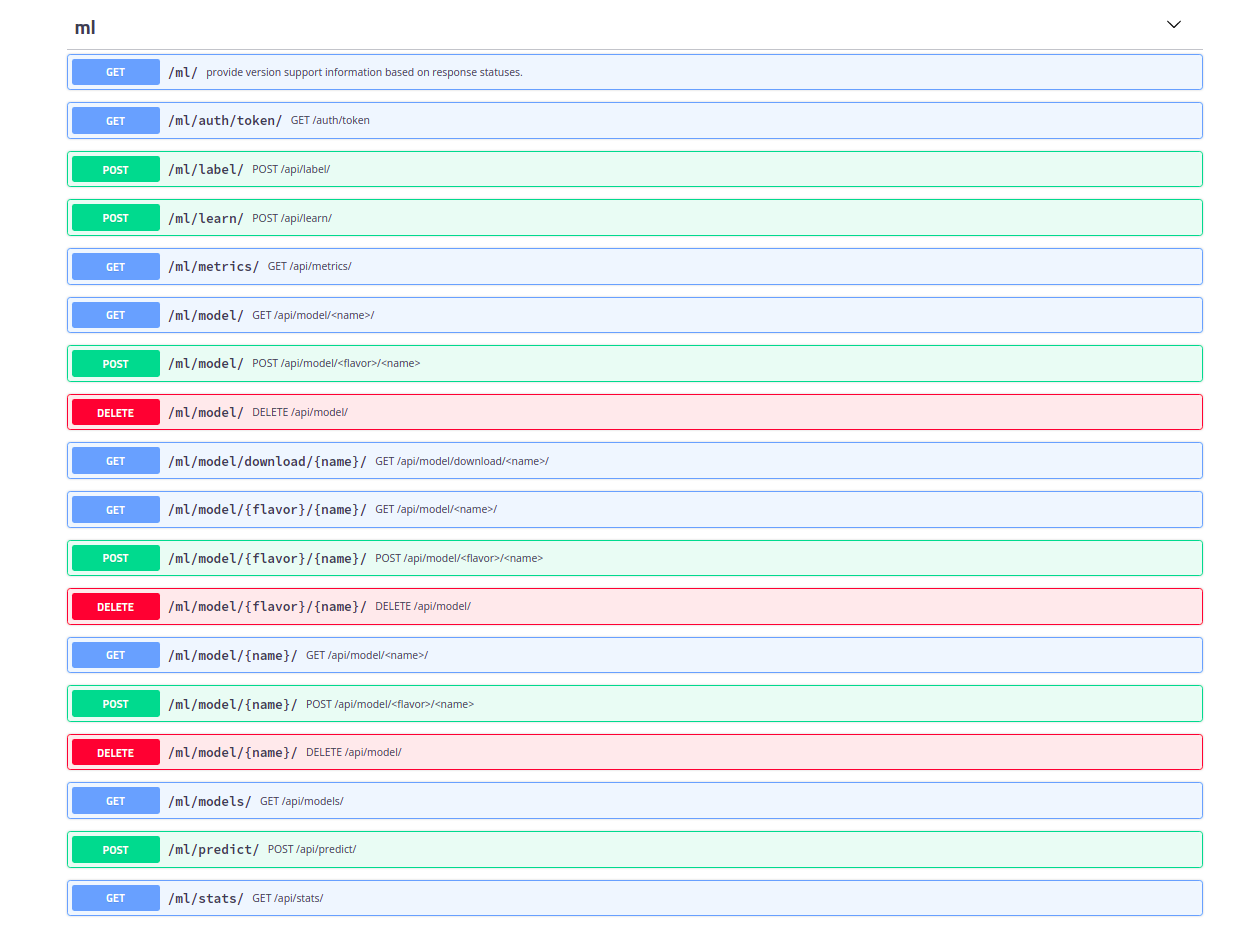 ml
GET /ml/ provide version support information based on response statuses.
GET /ml/auth/token/ GET /auth/token
POST /ml/label/ POST /api/label/
POST /ml/learn/ POST /api/learn/
GET /ml/metrics/ GET /api/metrics/
GET /ml/model/ GET /api/model/<name>/
POST /ml/model/ POST /api/model/<flavor>/<name>
DELETE /ml/model/ DELETE /api/model/
GET /ml/model/download/{name}/ GET /api/model/download/<name>/
GET /ml/model/{flavor}/{name}/ GET /api/model/<name>/
POST /ml/model/{flavor}/{name}/ POST /api/model/<flavor>/<name>
DELETE /ml/model/{flavor}/{name}/ DELETE /api/model/
GET /ml/model/{name}/ GET /api/model/<name>/
POST /ml/model/{name}/ POST /api/model/<flavor>/<name>
DELETE /ml/model/{name}/ DELETE /api/model/
GET /ml/models/ GET /api/models/
POST /ml/predict/ POST /api/predict/
GET /ml/stats/ GET /api/stats/